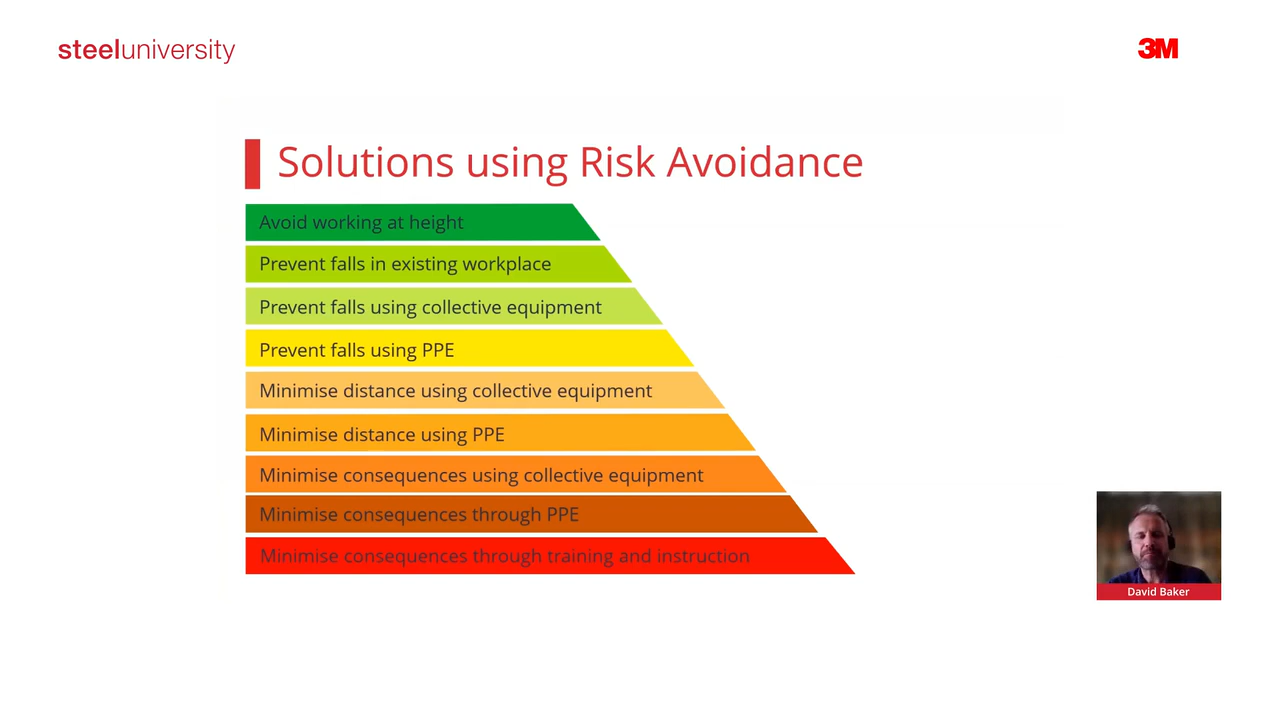 steeluniversity
3M
Solutions using Risk Avoidance
Avoid working at height
Prevent falls in existing workplace
Prevent falls using collective equipment
Prevent falls using PPE
Minimise distance using collective equipment
Minimise distance using PPE
Minimise consequences using collective equipment
Minimise consequences through PPE
Minimise consequences through training and instruction
David Baker